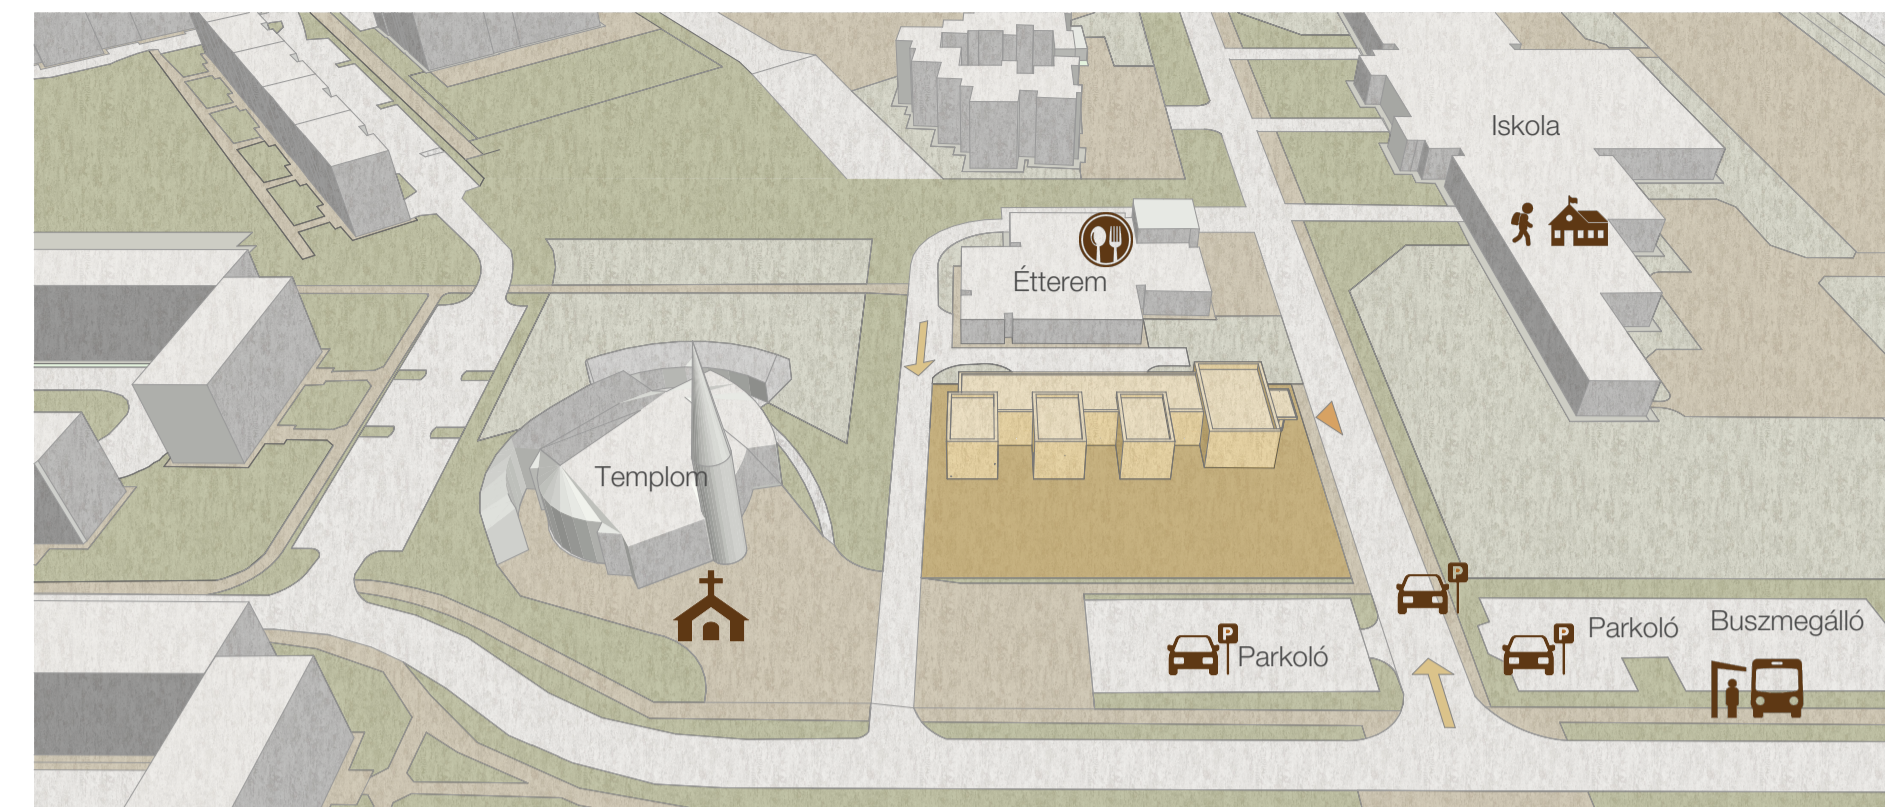 Iskola
Étterem
Templom
P
P
Parkoló
P
Parkoló
Buszmegálló